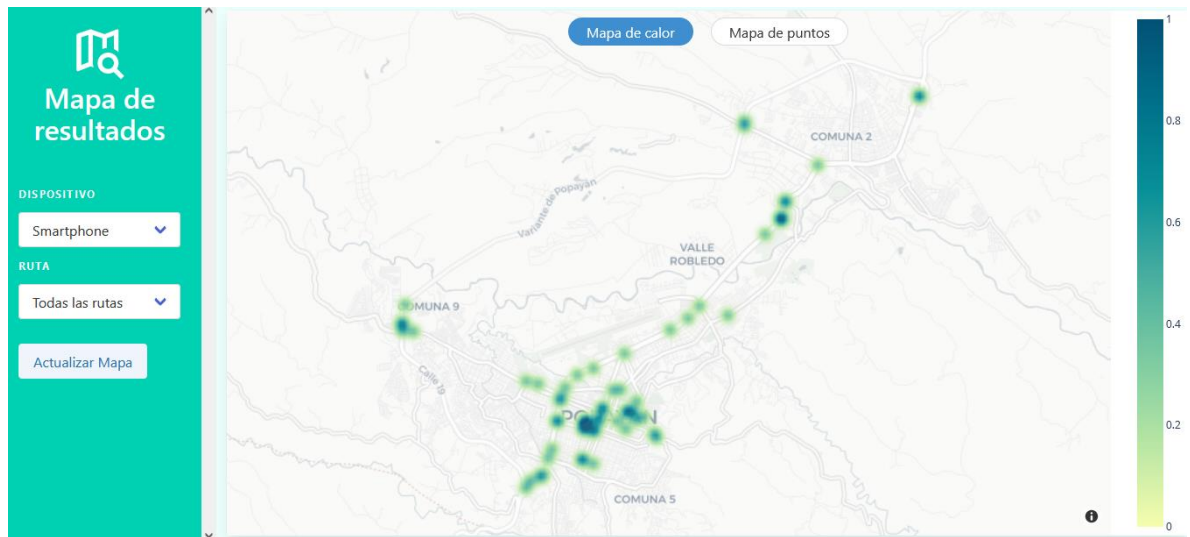 Mapa de
resultados
DISPOSITIVO
Smartphone
RUTA
Todas las rutas
Actualizar Mapa
Mapa de calor
Mapa de puntos
COMUNA 2
Variante de Popayán
VALLE
ROBLEDO
COMUNA 9
Calle 19
COMUNA 5
1
0.8
0.6
0.4
0.2
0